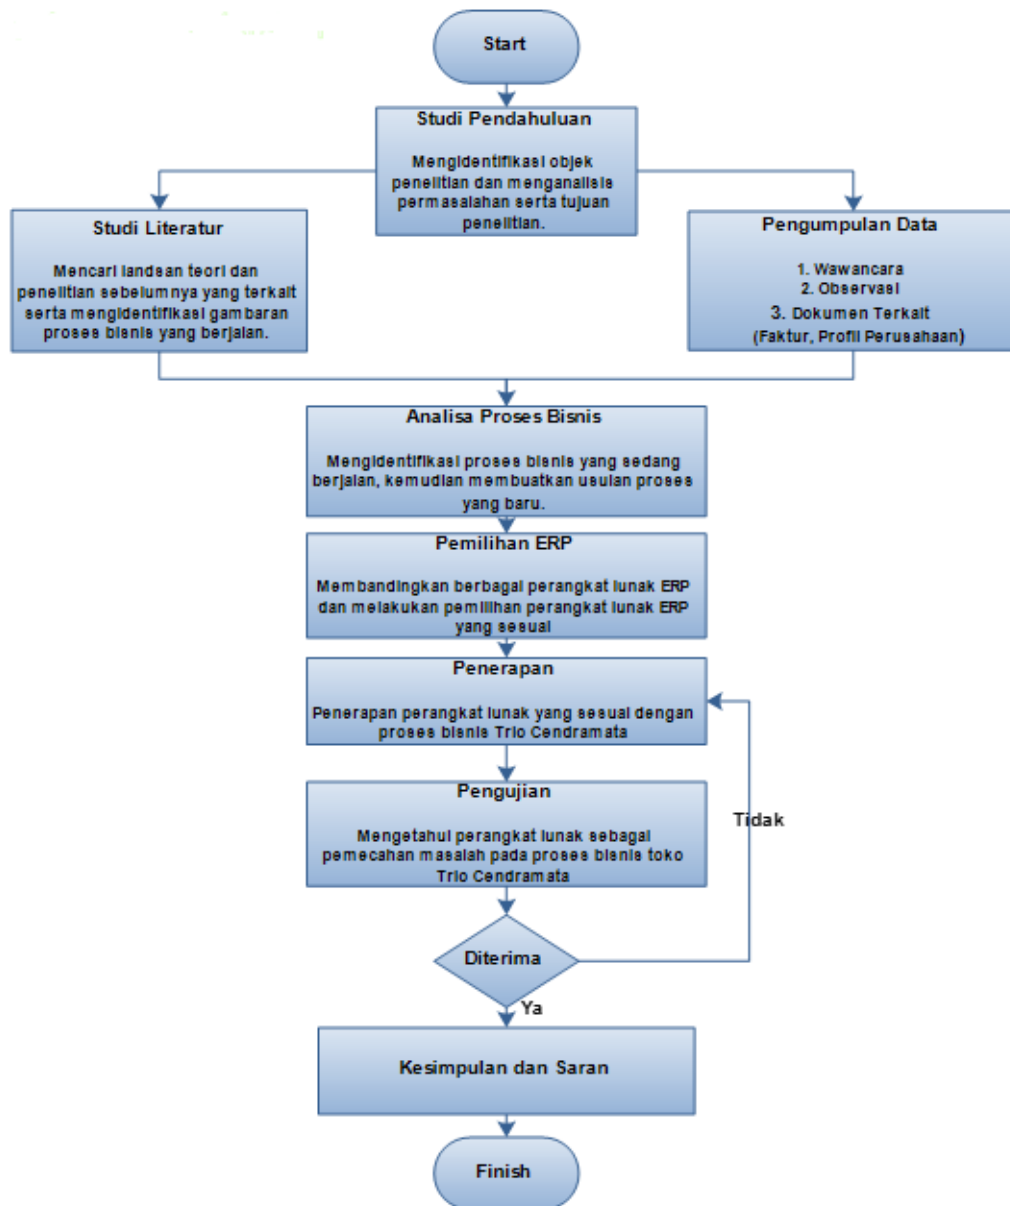 Start
Studi Pendahuluan
Mengidentifikasi objek
penelitian dan menganalisis
permasalahan serta tujuan
penelitian.
Studi Literatur
Mencari landsan teori dan
penelitian sebelumnya yang terkait
serta mengidentifikasi gambaran
proses bisnis yang berjalan.
Pengumpulan Data
1. Wawancara
2. Observasi
3. Dokumen Terkait
(Faktur, Profil Perusahaan)
Analisa Proses Bisnis
Mengidentifikasi proses bisnis yang sedang
berjalan, kemudian membuatkan usulan proses
yang baru.
Pemilihan ERP
Membandingkan berbagai perangkat lunak ERP
dan melakukan pemilihan perangkat lunak ERP
yang sesuai
Penerapan
Penerapan perangkat lunak yang sesuai dengan
proses bisnis Trio Cendramata
Pengujian
Mengetahui perangkat lunak sebagai
pemecahan masalah pada proses bisnis toko
Trio Cendramata
Tidak
Diterima
Ya
Kesimpulan dan Saran
Finish